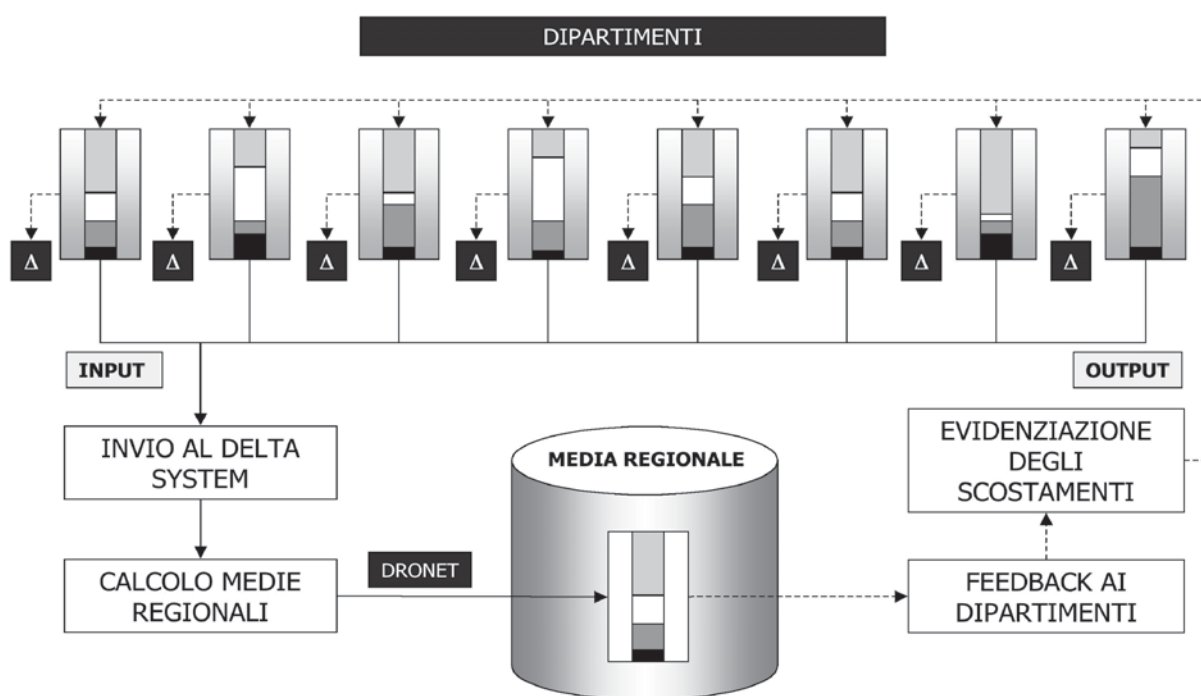 DIPARTIMENTI
Δ Δ Δ Δ Δ Δ Δ Δ
INPUT
OUTPUT
INVIO AL DELTA
SYSTEM
MEDIA REGIONALE
EVIDENZIAZIONE
DEGLI
SCOSTAMENTI
CALCOLO MEDIE
REGIONALI
DRONET
FEEDBACK AI
DIPARTIMENTI